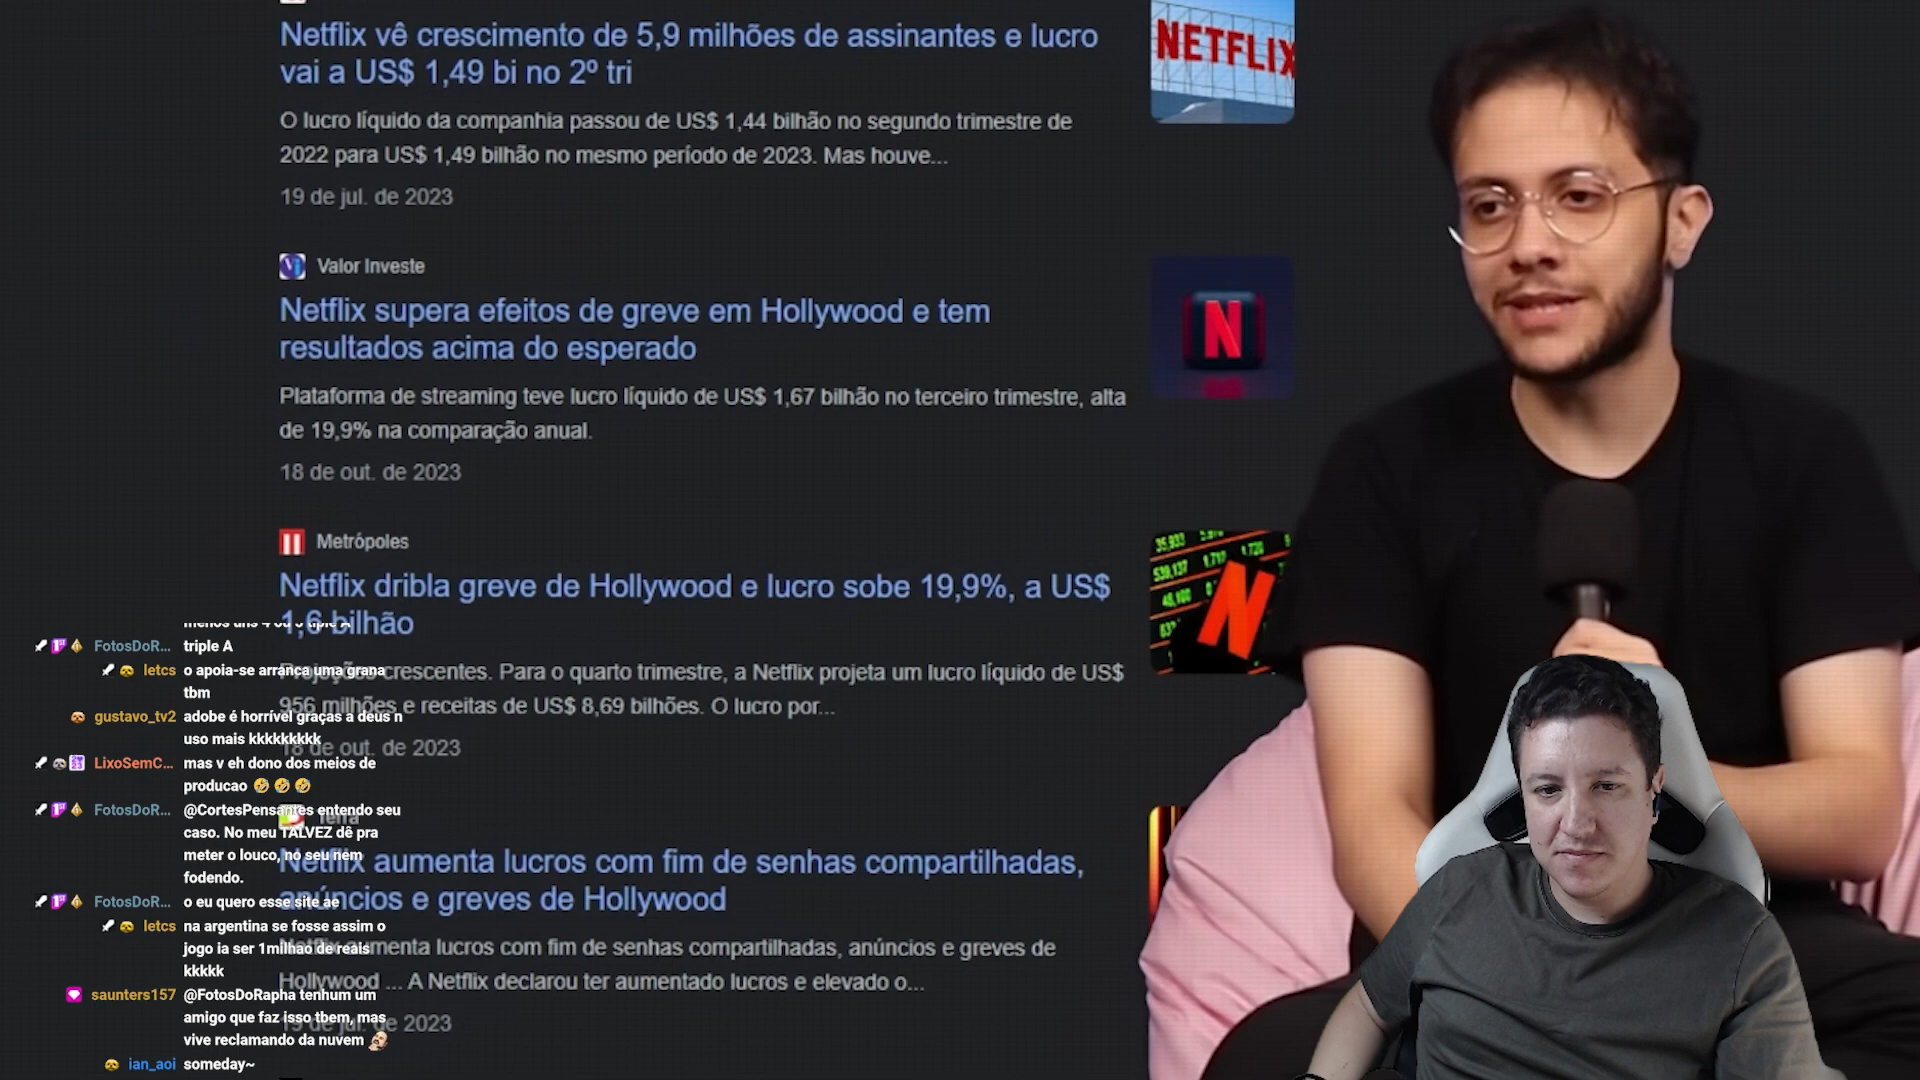 Netflix vê crescimento de 5,9 milhões de assinantes e lucro
vai a US$ 1,49 bi no 2º tri
O lucro líquido da companhia passou de US$ 1,44 bilhão no segundo trimestre de
2022 para US$ 1,49 bilhão no mesmo período de 2023. Mas houve...
19 de jul. de 2023
NETFLIX
Valor Investe
Netflix supera efeitos de greve em Hollywood e tem
resultados acima do esperado
Plataforma de streaming teve lucro líquido de US$ 1,67 bilhão no terceiro trimestre, alta
de 19,9% na comparação anual.
18 de out. de 2023
N
Metrópoles
Netflix dribla greve de Hollywood e lucro sobe 19,9%, a US$
1,6 bilhão
Projeções crescentes. Para o quarto trimestre, a Netflix projeta um lucro líquido de US$
956 milhões e receitas de US$ 8,69 bilhões. O lucro por...
18 de out. de 2023
N
Terra
Netflix aumenta lucros com fim de senhas compartilhadas,
anúncios e greves de Hollywood
Netflix aumenta lucros com fim de senhas compartilhadas, anúncios e greves de
Hollywood ... A Netflix declarou ter aumentado lucros e elevado o...
19 de jul. de 2023
FotosDoR... triple A
letcs o apoia-se arranca uma grana
tbm
gustavo_tv2 adobe é horrível graças a deus n
uso mais kkkkkkkkk
LixoSemC... mas v eh dono dos meios de
producao 🤣 🤣 🤣
FotosDoR... @CortesPensantes entendo seu
caso. No meu TALVEZ dê pra
meter o louco, no seu nem
fodendo.
FotosDoR... o eu quero esse site ae
letcs na argentina se fosse assim o
jogo ia ser 1milhao de reais
kkkkk
saunters157 @FotosDoRapha tenhum um
amigo que faz isso tbem, mas
vive reclamando da nuvem
ian_aoi someday~